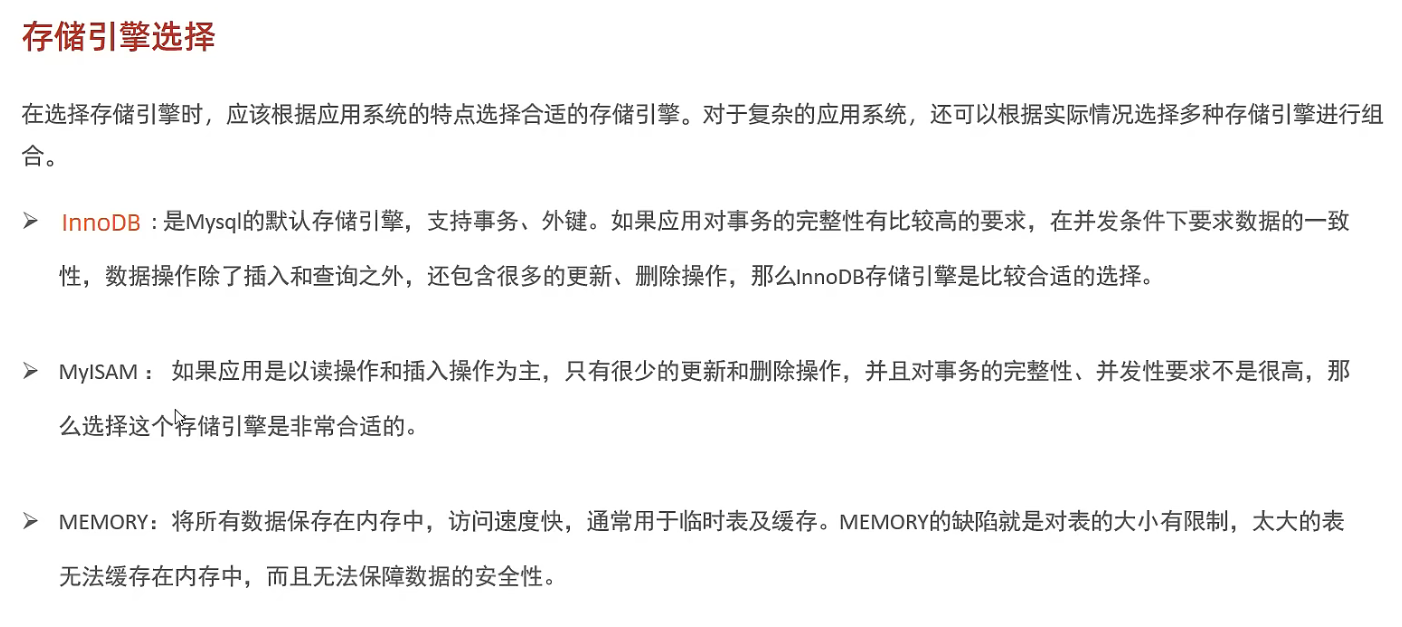 存储引擎选择
在选择存储引擎时，应该根据应用系统的特点选择合适的存储引擎。对于复杂的应用系统，还可以根据实际情况选择多种存储引擎进行组
合。
➢ InnoDB : 是Mysql的默认存储引擎，支持事务、外键。如果应用对事务的完整性有比较高的要求，在并发条件下要求数据的一致
性，数据操作除了插入和查询之外，还包含很多的更新、删除操作，那么InnoDB存储引擎是比较合适的选择。
➢ MyISAM ： 如果应用是以读操作和插入操作为主，只有很少的更新和删除操作，并且对事务的完整性、并发性要求不是很高，那
么选择这个存储引擎是非常合适的。
➢ MEMORY：将所有数据保存在内存中，访问速度快，通常用于临时表及缓存。MEMORY的缺陷就是对表的大小有限制，太大的表
无法缓存在内存中，而且无法保障数据的安全性。